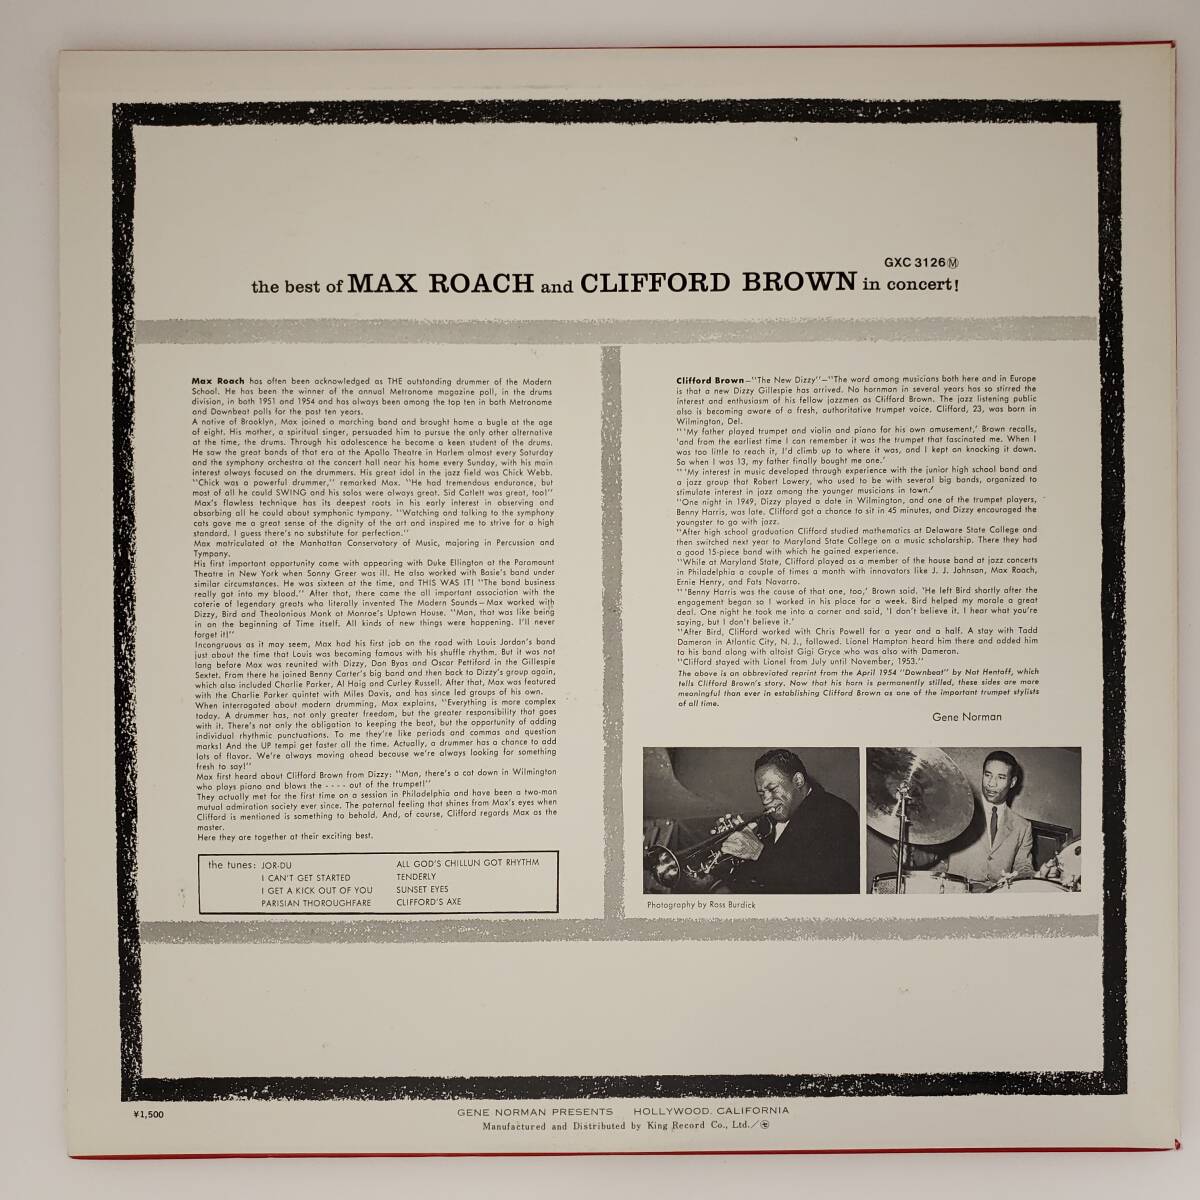 GXC 3126 Ⓜ
the best of MAX ROACH and CLIFFORD BROWN in concert!
Max Roach has often been acknowledged as THE outstanding drummer of the Modern
School. He has been the winner of the annual Metronome magazine poll, in the drums
division, in both 1951 and 1954 and has always been among the top ten in both Metronome
and Downbeat polls for the past ten years.
A native of Brooklyn, Max joined a marching band and brought home a bugle at the age
of eight. His mother, a spiritual singer, persuaded him to pursue the only other alternative
at the time, the drums. Through his adolescence he became a keen student of the drums.
He saw the great bands of that era at the Apollo Theatre in Harlem almost every Saturday
and the symphony orchestra at the concert hall near his home every Sunday, with his main
interest always focused on the drummers. His great idol in the jazz field was Chick Webb.
"Chick was a powerful drummer," remarked Max. "He had tremendous endurance, but
most of all he could SWING and his solos were always great. Sid Catlett was great, too!"
Max's flawless technique has its deepest roots in his early interest in observing and
absorbing all he could about symphonic tympany. "Watching and talking to the symphony
cats gave me a great sense of the dignity of the art and inspired me to strive for a high
standard. I guess there's no substitute for perfection."
Max matriculated at the Manhattan Conservatory of Music, majoring in Percussion and
Tympany.
His first important opportunity come with appearing with Duke Ellington at the Paramount
Theatre in New York when Sonny Greer was ill. He also worked with Basie's band under
similar circumstances. He was sixteen at the time, and THIS WAS IT! "The band business
really got into my blood." After that, there came the all important association with the
coterie of legendary greats who literally invented The Modern Sounds—Max worked with
Dizzy, Bird and Theolonious Monk at Monroe's Uptown House. "Man, that was like being
in on the beginning of Time itself. All kinds of new things were happening. I'll never
forget it!"
Incongruous as it may seem, Max had his first job on the road with Louis Jordon's band
just about the time that Louis was becoming famous with his shuffle rhythm. But it was not
long before Max was reunited with Dizzy, Don Byas and Oscar Pettiford in the Gillespie
Sextet. From there he joined Benny Carter's big band and then back to Dizzy's group again,
which also included Charlie Parker, Al Haig and Curley Russell. After that, Max was featured
with the Charlie Parker quintet with Miles Davis, and has since led groups of his own.
When interrogated about modern drumming, Max explains, "Everything is more complex
today. A drummer has, not only greater freedom, but the greater responsibility that goes
with it. There's not only the obligation to keeping the beat, but the opportunity of adding
individual rhythmic punctuations. To me they're like periods and commas and question
marks! And the UP tempi get faster all the time. Actually, a drummer has a chance to add
lots of flavor. We're always moving ahead because we're always looking for something
fresh to say!"
Max first heard about Clifford Brown from Dizzy: "Man, there's a cat down in Wilmington
who plays piano and blows the - - - - out of the trumpet!"
They actually met for the first time on a session in Philadelphia and have been a two-man
mutual admiration society ever since. The paternal feeling that shines from Max's eyes when
Clifford is mentioned is something to behold. And, of course, Clifford regards Max as the
master.
Here they are together at their exciting best.
the tunes: JOR-DU
I CAN'T GET STARTED
I GET A KICK OUT OF YOU
PARISIAN THOROUGHFARE
ALL GOD'S CHILLUN GOT RHYTHM
TENDERLY
SUNSET EYES
CLIFFORD'S AXE
Clifford Brown—"The New Dizzy"—"The word among musicians both here and in Europe
is that a new Dizzy Gillespie has arrived. No hornman in several years has so stirred the
interest and enthusiasm of his fellow jazzmen as Clifford Brown. The jazz listening public
also is becoming aware of a fresh, authoritative trumpet voice. Clifford, 23, was born in
Wilmington, Del.
"'My father played trumpet and violin and piano for his own amusement,' Brown recalls,
'and from the earliest time I can remember it was the trumpet that fascinated me. When I
was too little to reach it, I'd climb up to where it was, and I kept on knocking it down.
So when I was 13, my father finally bought me one.'
"'My interest in music developed through experience with the junior high school band and
a jazz group that Robert Lowery, who used to be with several big bands, organized to
stimulate interest in jazz among the younger musicians in town.'
"One night in 1949, Dizzy played a date in Wilmington, and one of the trumpet players,
Benny Harris, was late. Clifford got a chance to sit in 45 minutes, and Dizzy encouraged the
youngster to go with jazz.
"After high school graduation Clifford studied mathematics at Delaware State College and
then switched next year to Maryland State College on a music scholarship. There they had
a good 15-piece band with which he gained experience.
"While at Maryland State, Clifford played as a member of the house band at jazz concerts
in Philadelphia a couple of times a month with innovators like J. J. Johnson, Max Roach,
Ernie Henry, and Fats Navarro.
"'Benny Harris was the cause of that one, too,' Brown said. 'He left Bird shortly after the
engagement began so I worked in his place for a week. Bird helped my morale a great
deal. One night he took me into a corner and said, 'I don't believe it. I hear what you're
saying, but I don't believe it.'
"After Bird, Clifford worked with Chris Powell for a year and a half. A stay with Tadd
Dameron in Atlantic City, N. J., followed. Lionel Hampton heard him there and added him
to his band along with altoist Gigi Gryce who was also with Dameron.
"Clifford stayed with Lionel from July until November, 1953."
The above is an abbreviated reprint from the April 1954 "Downbeat" by Nat Hentoff, which
tells Clifford Brown's story. Now that his horn is permanently stilled, these sides are more
meaningful than ever in establishing Clifford Brown as one of the important trumpet stylists
of all time.
Gene Norman
Photography by Ross Burdick
¥1,500
GENE NORMAN PRESENTS HOLLYWOOD. CALIFORNIA
Manufactured and Distributed by King Record Co., Ltd./㋲